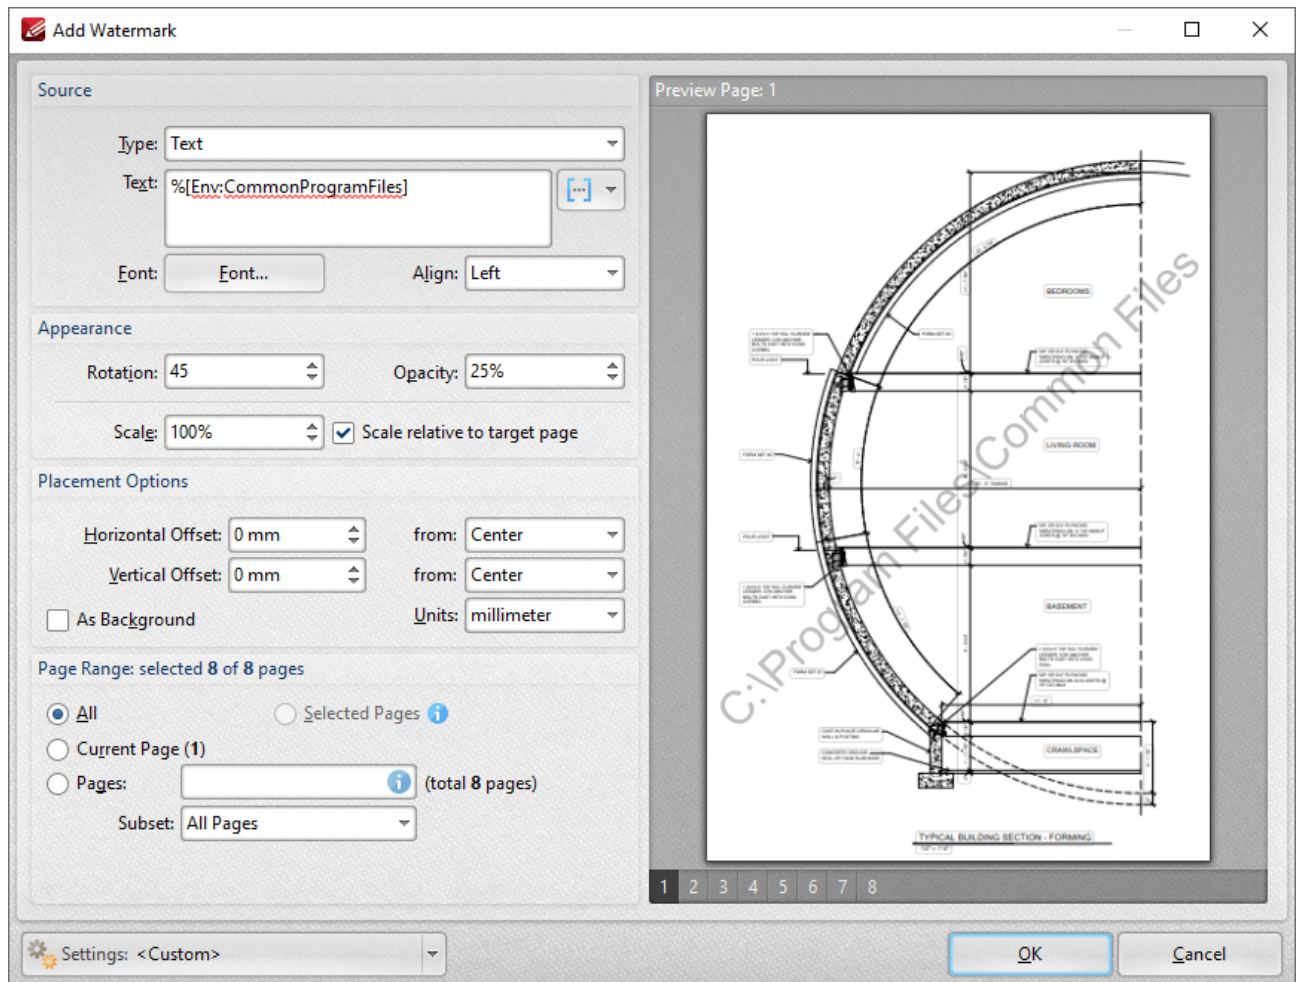 Add Watermark
Source
Type: Text
Text: %[Env:CommonProgramFiles]
Font: Font...
Align: Left
Appearance
Rotation: 45
Opacity: 25%
Scale: 100%
Scale relative to target page
Placement Options
Horizontal Offset: 0 mm
from: Center
Vertical Offset: 0 mm
from: Center
As Background
Units: millimeter
Page Range: selected 8 of 8 pages
All
Selected Pages
Current Page (1)
Pages: (total 8 pages)
Subset: All Pages
Settings: <Custom>
Preview Page: 1
BEDROOMS
LIVING ROOM
BASEMENT
CRAWLSPACE
C:\Program Files\Common Files
TYPICAL BUILDING SECTION - FORMING
1 2 3 4 5 6 7 8
OK
Cancel